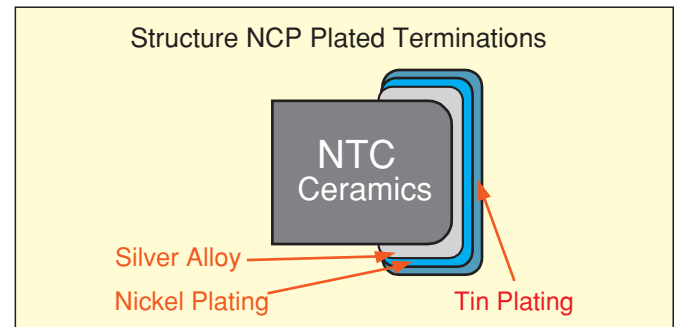 Structure NCP Plated Terminations
NTC
Ceramics
Silver Alloy
Nickel Plating
Tin Plating